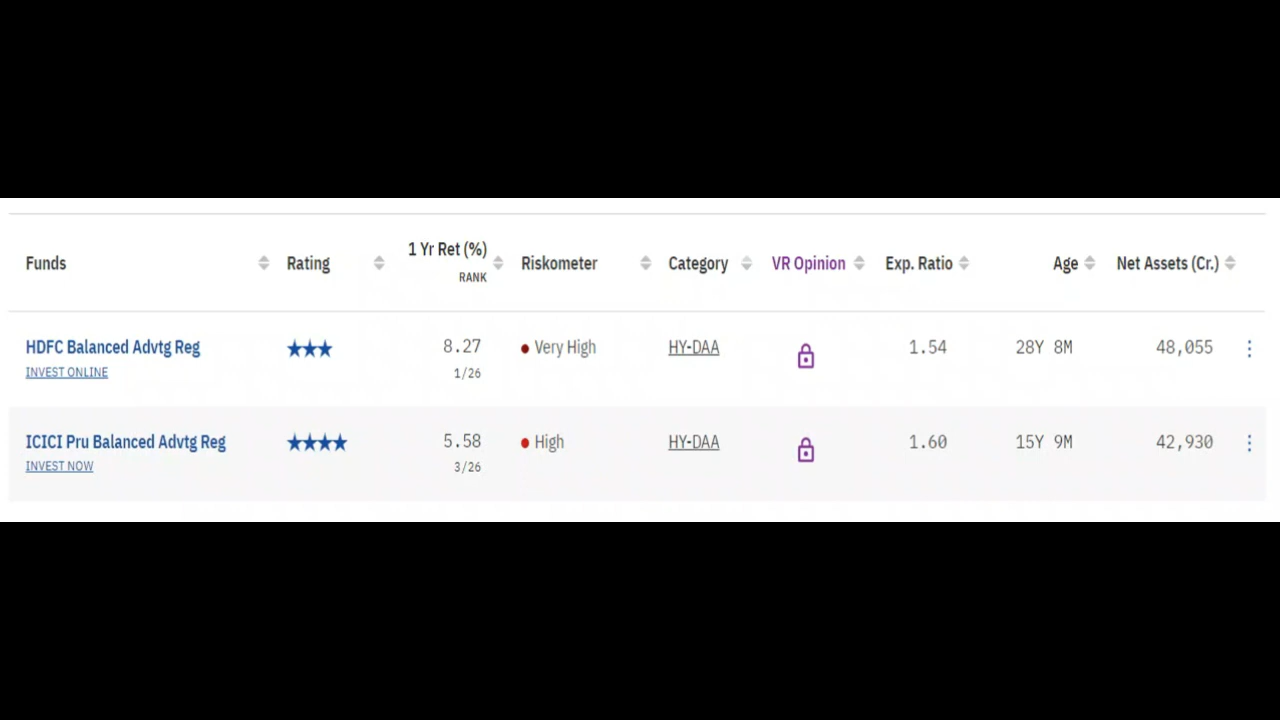 Funds Rating 1 Yr Ret (%) Riskometer Category VR Opinion Exp. Ratio Age Net Assets (Cr.)
RANK
HDFC Balanced Advtg Reg 8.27 Very High HY-DAA 1.54 28Y 8M 48,055
INVEST ONLINE 1/26
ICICI Pru Balanced Advtg Reg 5.58 High HY-DAA 1.60 15Y 9M 42,930
INVEST NOW 3/26